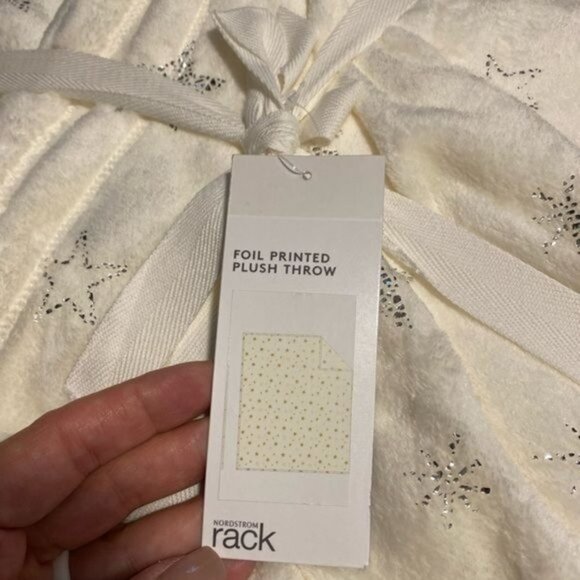 FOIL PRINTED
PLUSH THROW
NORDSTROM
rack